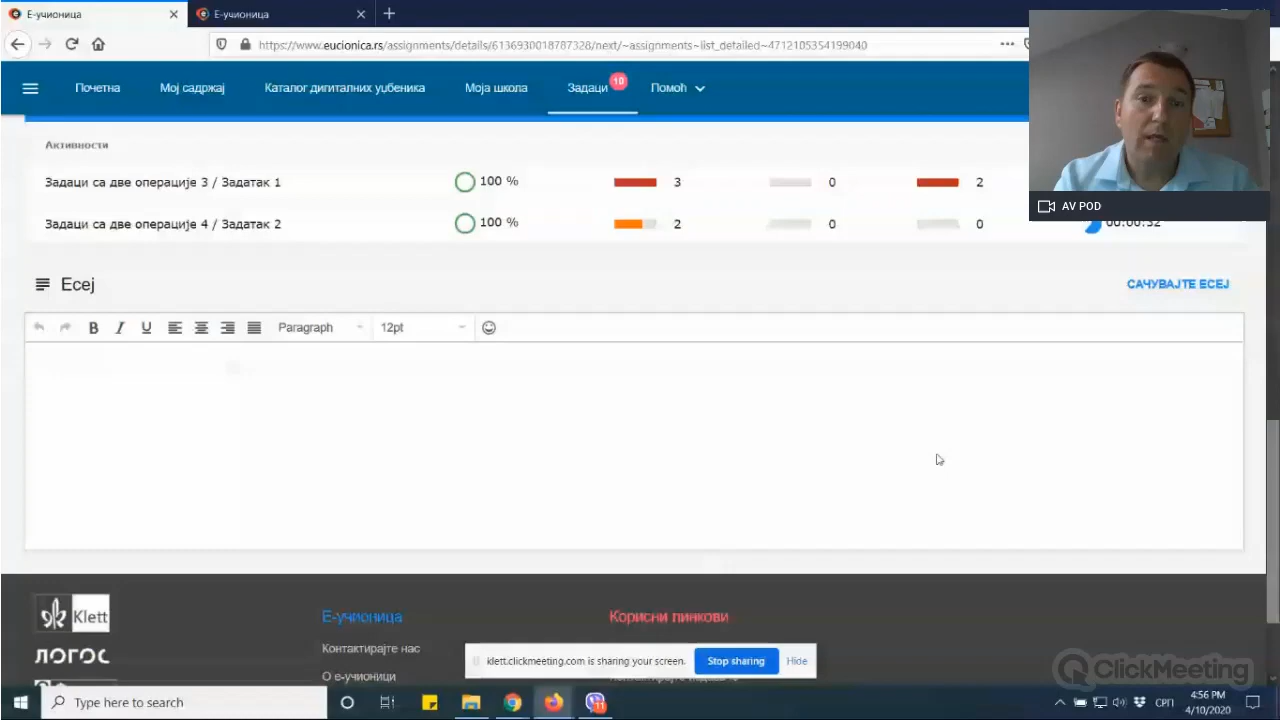 Е-учионица
Е-учионица
https://www.eucionica.rs/assignments/details/6136930018787328/next/~assignments~list_detailed~4712105354199040
Почетна
Мој садржај
Каталог дигиталних уџбеника
Моја школа
Задаци
10
Помоћ
AV POD
Активности
Задаци са две операције 3 / Задатак 1
100 %
3
0
2
Задаци са две операције 4 / Задатак 2
100 %
2
0
0
00:00:32
Есеј
САЧУВАЈТЕ ЕСЕЈ
B I U
Paragraph
12pt
Klett
ЛОГОС
Е-учионица
Контактирајте нас
О е-учионици
Корисни линкови
klett.clickmeeting.com is sharing your screen.
Stop sharing
Hide
ClickMeeting
Type here to search
11
СРП
4:56 PM
4/10/2020